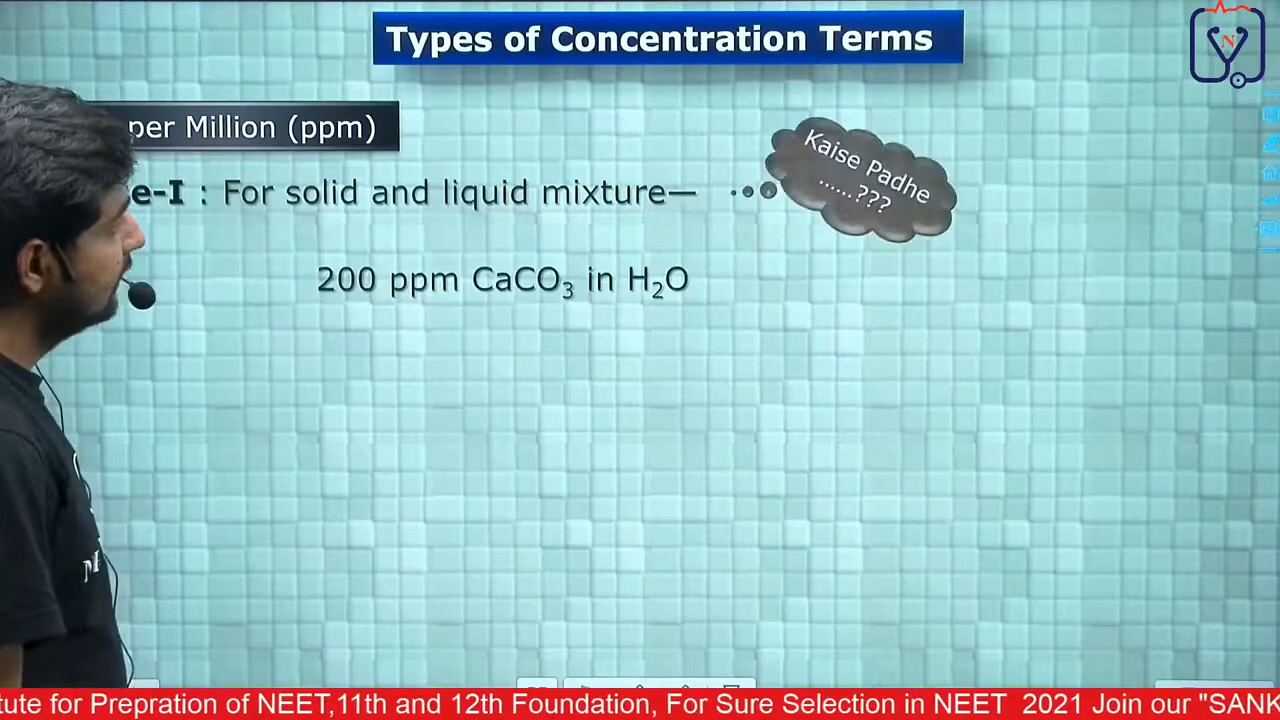 Types of Concentration Terms
per Million (ppm)
e-I : For solid and liquid mixture—
Kaise Padhe
......???
200 ppm CaCO₃ in H₂O
N
tute for Prepration of NEET,11th and 12th Foundation, For Sure Selection in NEET 2021 Join our "SANK